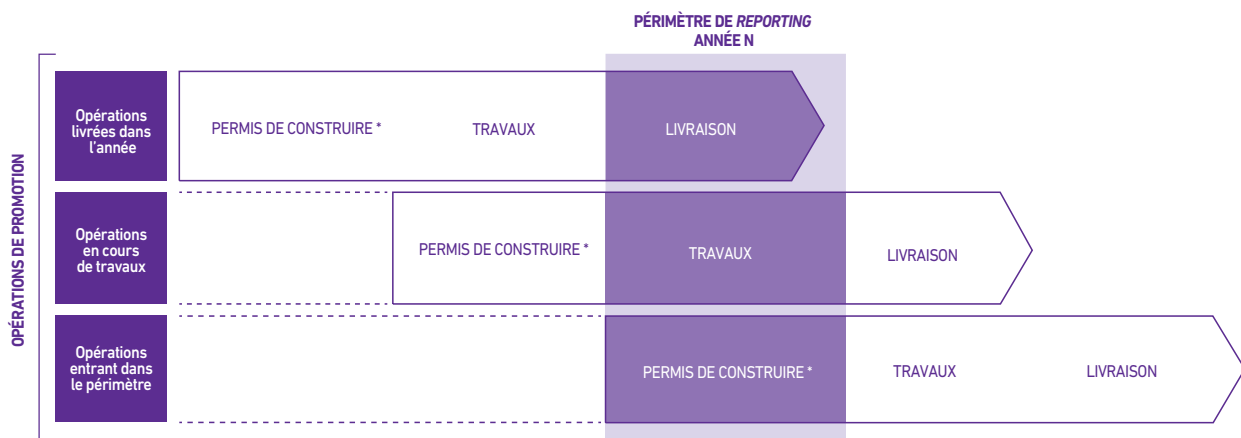 PÉRIMÈTRE DE REPORTING
ANNÉE N
OPÉRATIONS DE PROMOTION
Opérations
livrées dans
l'année
PERMIS DE CONSTRUIRE *
TRAVAUX
LIVRAISON
Opérations
en cours
de travaux
PERMIS DE CONSTRUIRE *
TRAVAUX
LIVRAISON
Opérations
entrant dans
le périmètre
PERMIS DE CONSTRUIRE *
TRAVAUX
LIVRAISON